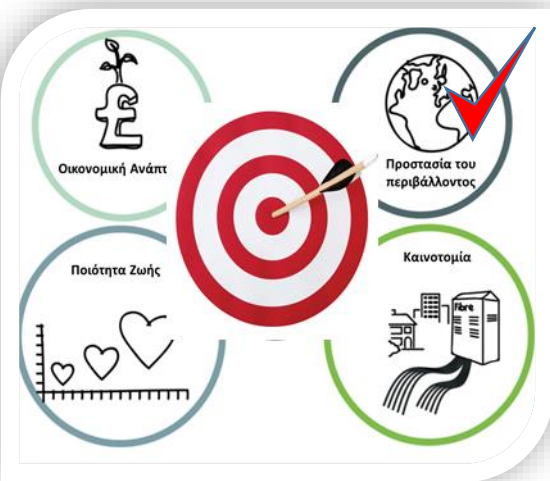 Οικονομική Ανάπτ
Προστασία του
περιβάλλοντος
Ποιότητα Ζωής
Καινοτομία
Fibre